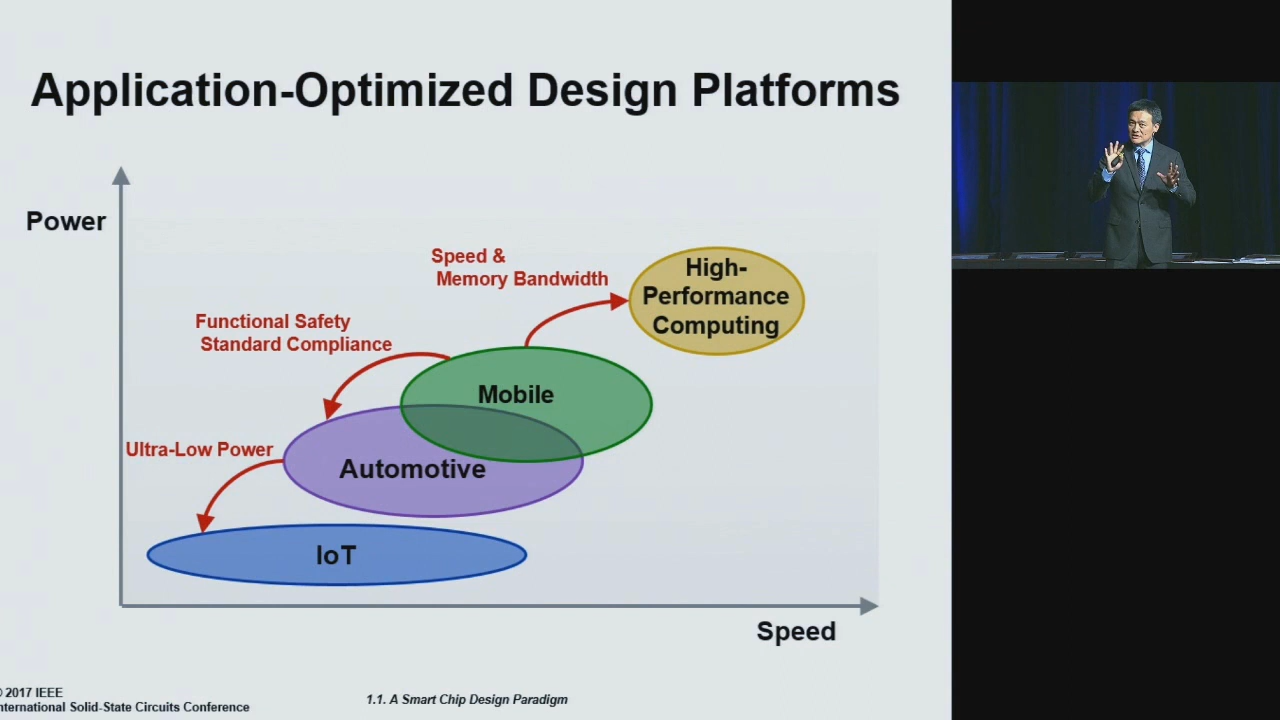 Application-Optimized Design Platforms
Power
Speed &
Memory Bandwidth
High-
Performance
Computing
Functional Safety
Standard Compliance
Mobile
Ultra-Low Power
Automotive
IoT
Speed
© 2017 IEEE
nternational Solid-State Circuits Conference
1.1. A Smart Chip Design Paradigm